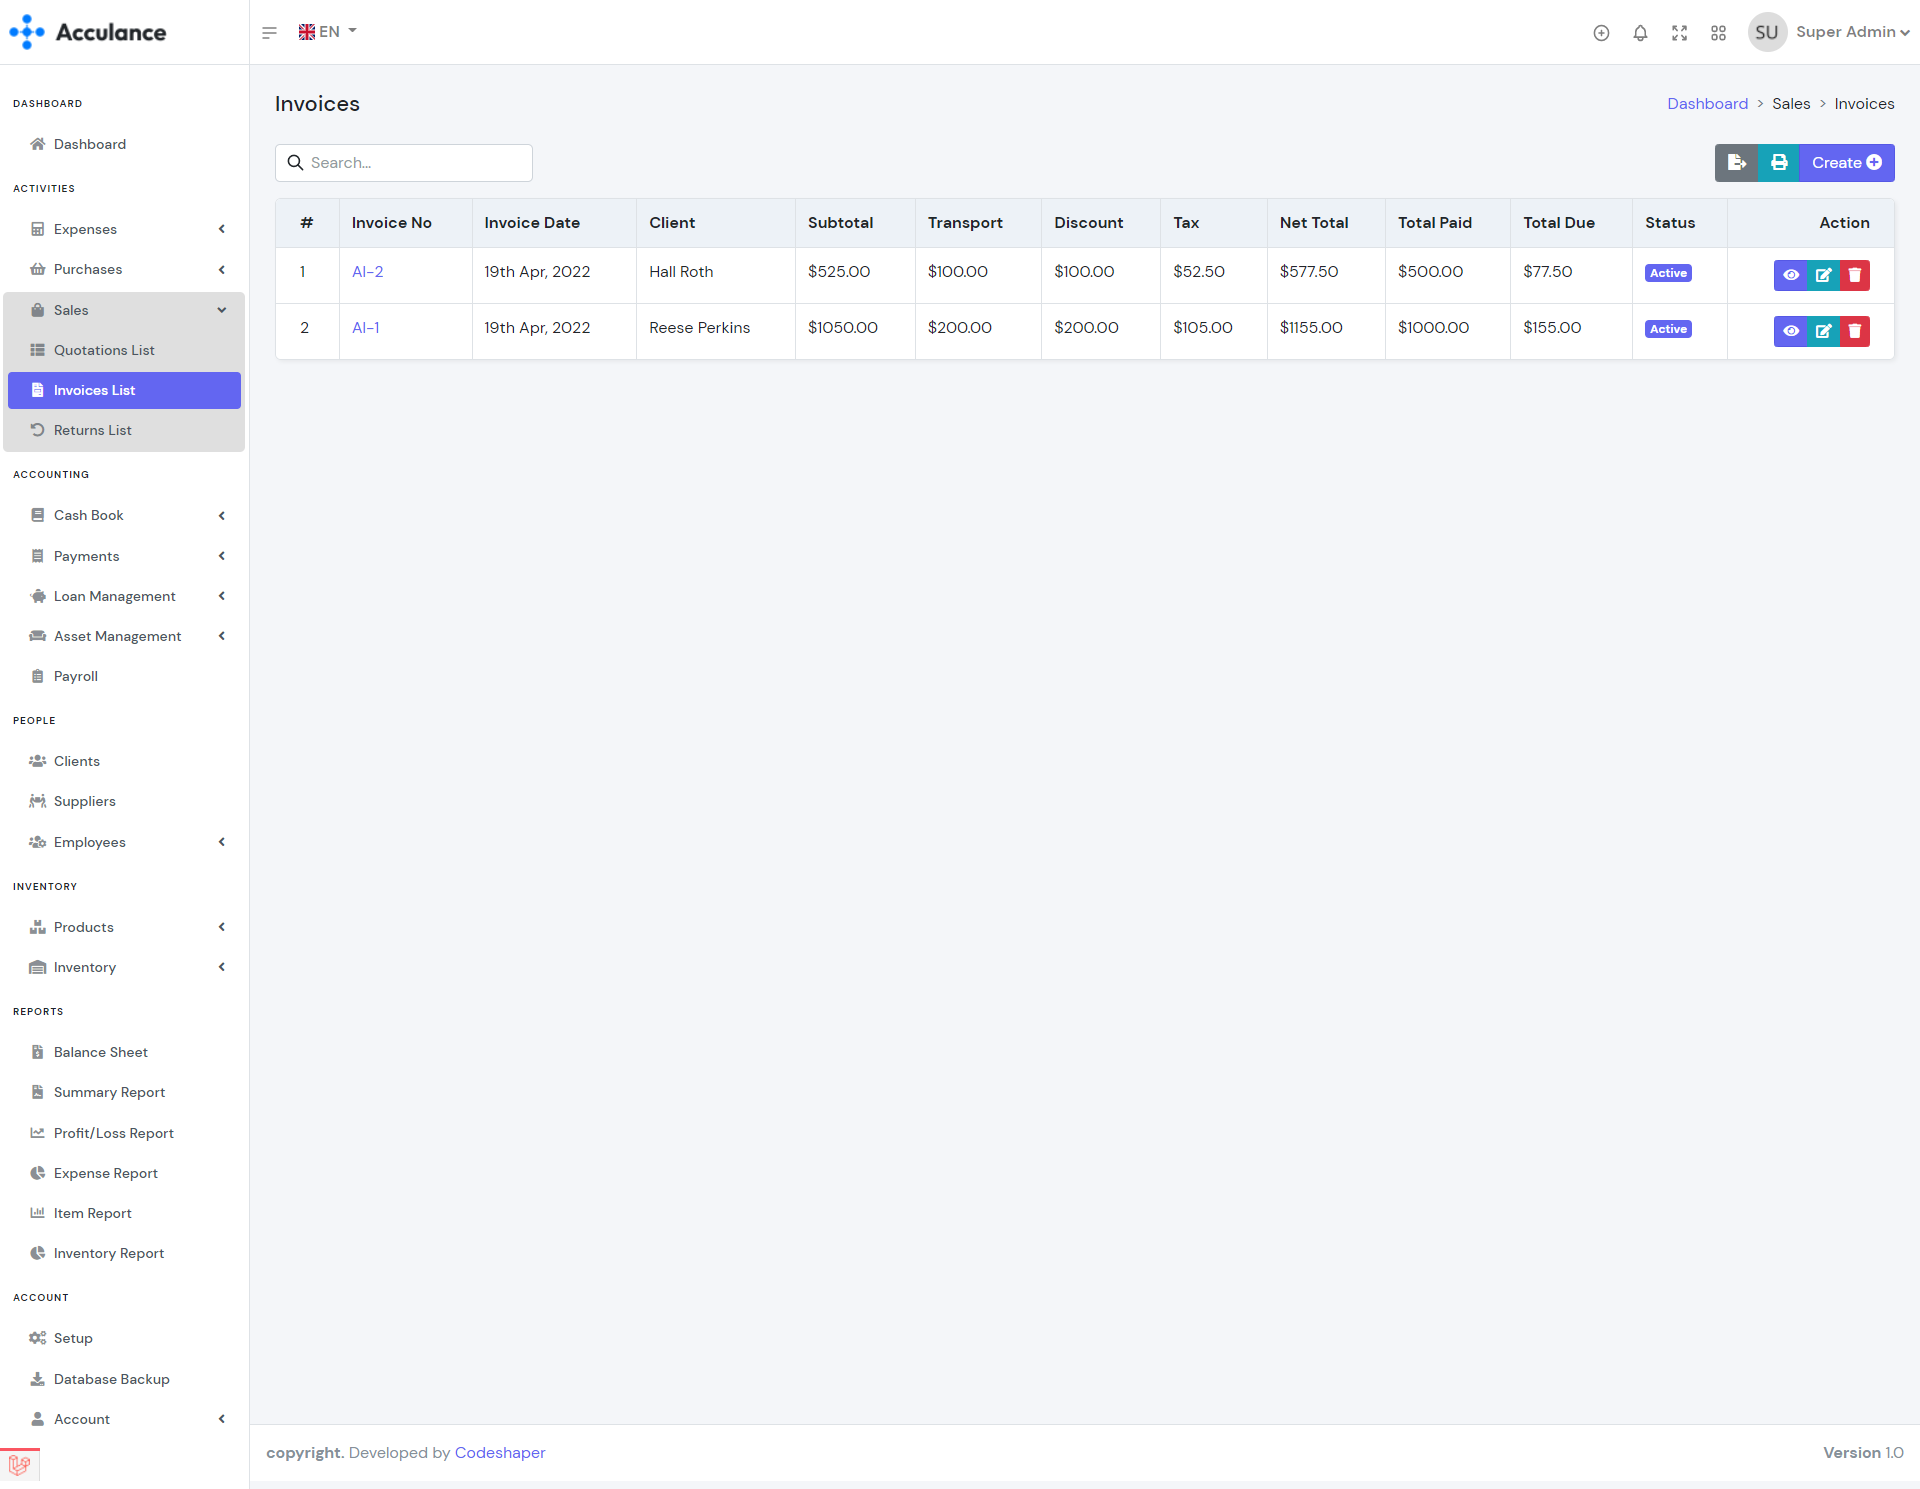 Acculance
EN
SU Super Admin
DASHBOARD
Dashboard
ACTIVITIES
Expenses
Purchases
Sales
Quotations List
Invoices List
Returns List
ACCOUNTING
Cash Book
Payments
Loan Management
Asset Management
Payroll
PEOPLE
Clients
Suppliers
Employees
INVENTORY
Products
Inventory
REPORTS
Balance Sheet
Summary Report
Profit/Loss Report
Expense Report
Item Report
Inventory Report
ACCOUNT
Setup
Database Backup
Account
Invoices
Dashboard > Sales > Invoices
Search...
Create
# Invoice No Invoice Date Client Subtotal Transport Discount Tax Net Total Total Paid Total Due Status Action
1 AI-2 19th Apr, 2022 Hall Roth $525.00 $100.00 $100.00 $52.50 $577.50 $500.00 $77.50 Active
2 AI-1 19th Apr, 2022 Reese Perkins $1050.00 $200.00 $200.00 $105.00 $1155.00 $1000.00 $155.00 Active
copyright. Developed by Codeshaper
Version 1.0